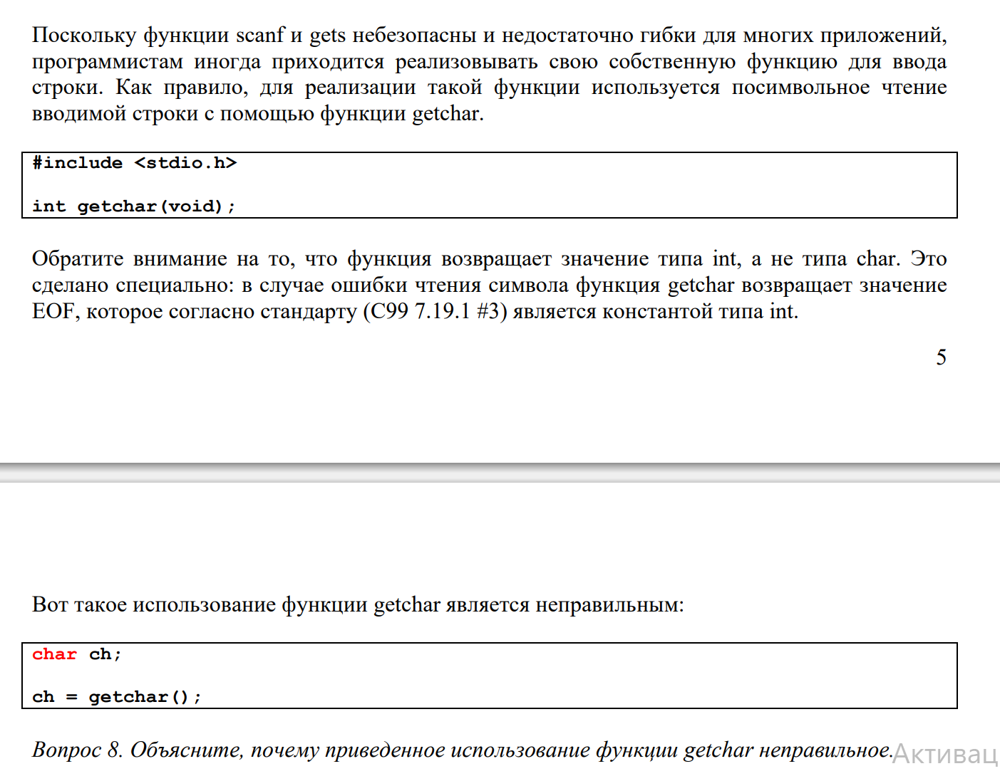 Поскольку функции scanf и gets небезопасны и недостаточно гибки для многих приложений,
программистам иногда приходится реализовывать свою собственную функцию для ввода
строки. Как правило, для реализации такой функции используется посимвольное чтение
вводимой строки с помощью функции getchar.
#include <stdio.h>
int getchar(void);
Обратите внимание на то, что функция возвращает значение типа int, а не типа char. Это
сделано специально: в случае ошибки чтения символа функция getchar возвращает значение
EOF, которое согласно стандарту (C99 7.19.1 #3) является константой типа int.
5
Вот такое использование функции getchar является неправильным:
char ch;
ch = getchar();
Вопрос 8. Объясните, почему приведенное использование функции getchar неправильное.
Активац